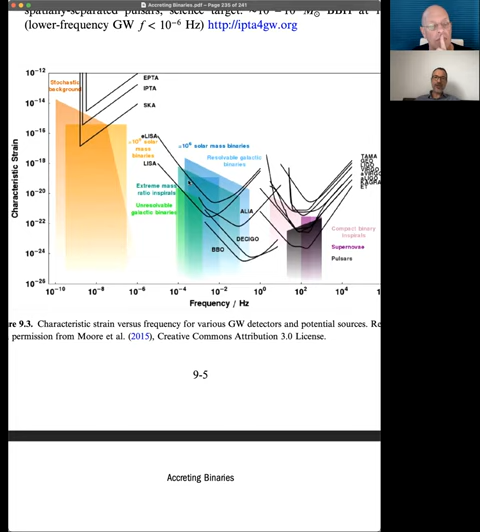 Accreting Binaries.pdf – Page 235 of 241
(lower-frequency GW f < 10⁻⁶ Hz) http://ipta4gw.org
Characteristic Strain
10⁻¹²
10⁻¹⁴
10⁻¹⁶
10⁻¹⁸
10⁻²⁰
10⁻²²
10⁻²⁴
10⁻²⁶
Stochastic
background
EPTA
IPTA
SKA
eLISA
LISA
solar
mass
binaries
≈10⁶ solar mass binaries
Resolvable galactic
binaries
Extreme mass
ratio inspirals
Unresolvable
galactic binaries
ALIA
DECIGO
BBO
TAMA
GEO
ET
Compact binary
inspirals
Supernovae
Pulsars
10⁻¹⁰
10⁻⁸
10⁻⁶
10⁻⁴
10⁻²
10⁰
10²
10⁴
Frequency / Hz
re 9.3. Characteristic strain versus frequency for various GW detectors and potential sources. Re
permission from Moore et al. (2015), Creative Commons Attribution 3.0 License.
9-5
Accreting Binaries